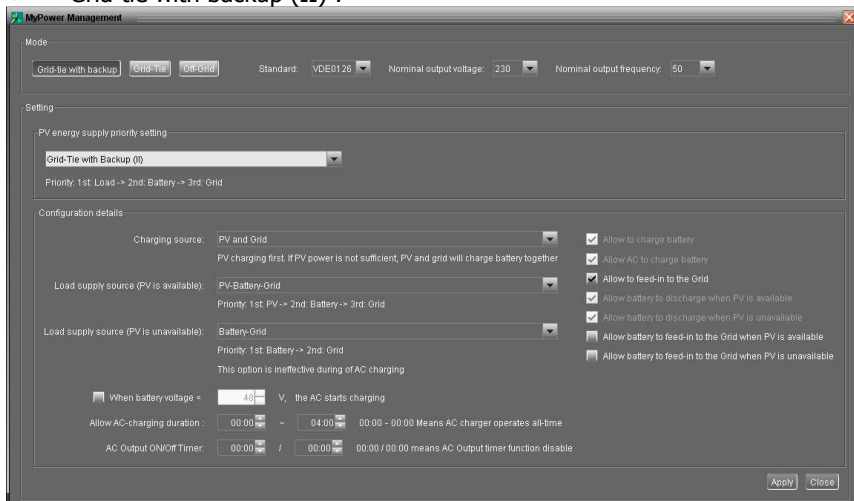 Grid-tie with backup (II) :
MyPower Management
Mode
Grid-tie with backup Grid-Tie Off-Grid Standard: VDE0126 Nominal output voltage: 230 Nominal output frequency: 50
Setting
PV energy supply priority setting
Grid-Tie with Backup (II)
Priority: 1st: Load -> 2nd: Battery -> 3rd: Grid
Configuration details
Charging source: PV and Grid
PV charging first. If PV power is not sufficient, PV and grid will charge battery together
Load supply source (PV is available): PV-Battery-Grid
Priority: 1st: PV -> 2nd: Battery -> 3rd: Grid
Load supply source (PV is unavailable): Battery-Grid
Priority: 1st: Battery -> 2nd: Grid
This option is ineffective during of AC charging
When battery voltage < 48 V, the AC starts charging
Allow AC-charging duration : 00:00 ~ 04:00 00:00 - 00:00 Means AC charger operates all-time
AC Output ON/Off Timer: 00:00 / 00:00 00:00 / 00:00 means AC Output timer function disable
Allow to charge battery
Allow AC to charge battery
Allow to feed-in to the Grid
Allow battery to discharge when PV is available
Allow battery to discharge when PV is unavailable
Allow battery to feed-in to the Grid when PV is available
Allow battery to feed-in to the Grid when PV is unavailable
Apply Close